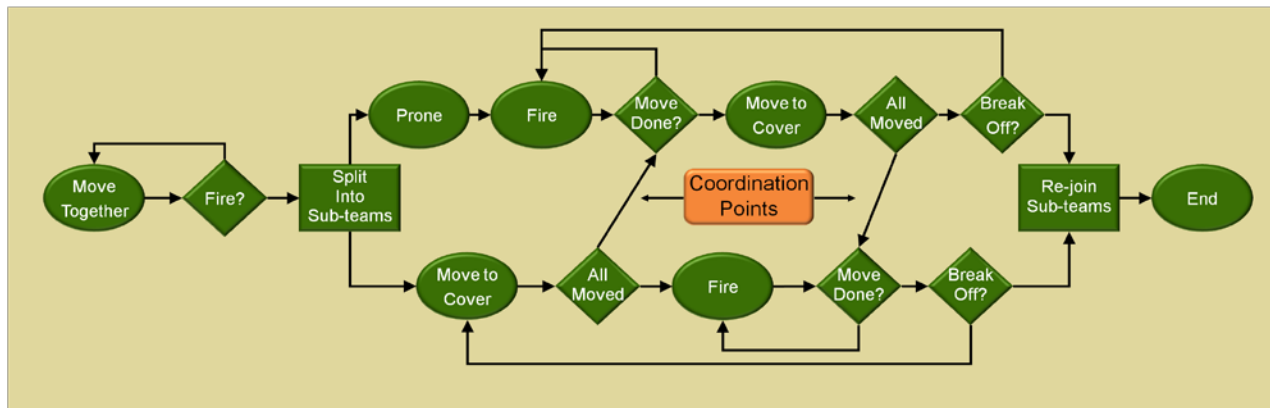 Move
Together
Fire?
Split
Into
Sub-teams
Prone
Fire
Move
Done?
Move to
Cover
All
Moved
Break
Off?
Coordination
Points
Move to
Cover
All
Moved
Fire
Move
Done?
Break
Off?
Re-join
Sub-teams
End